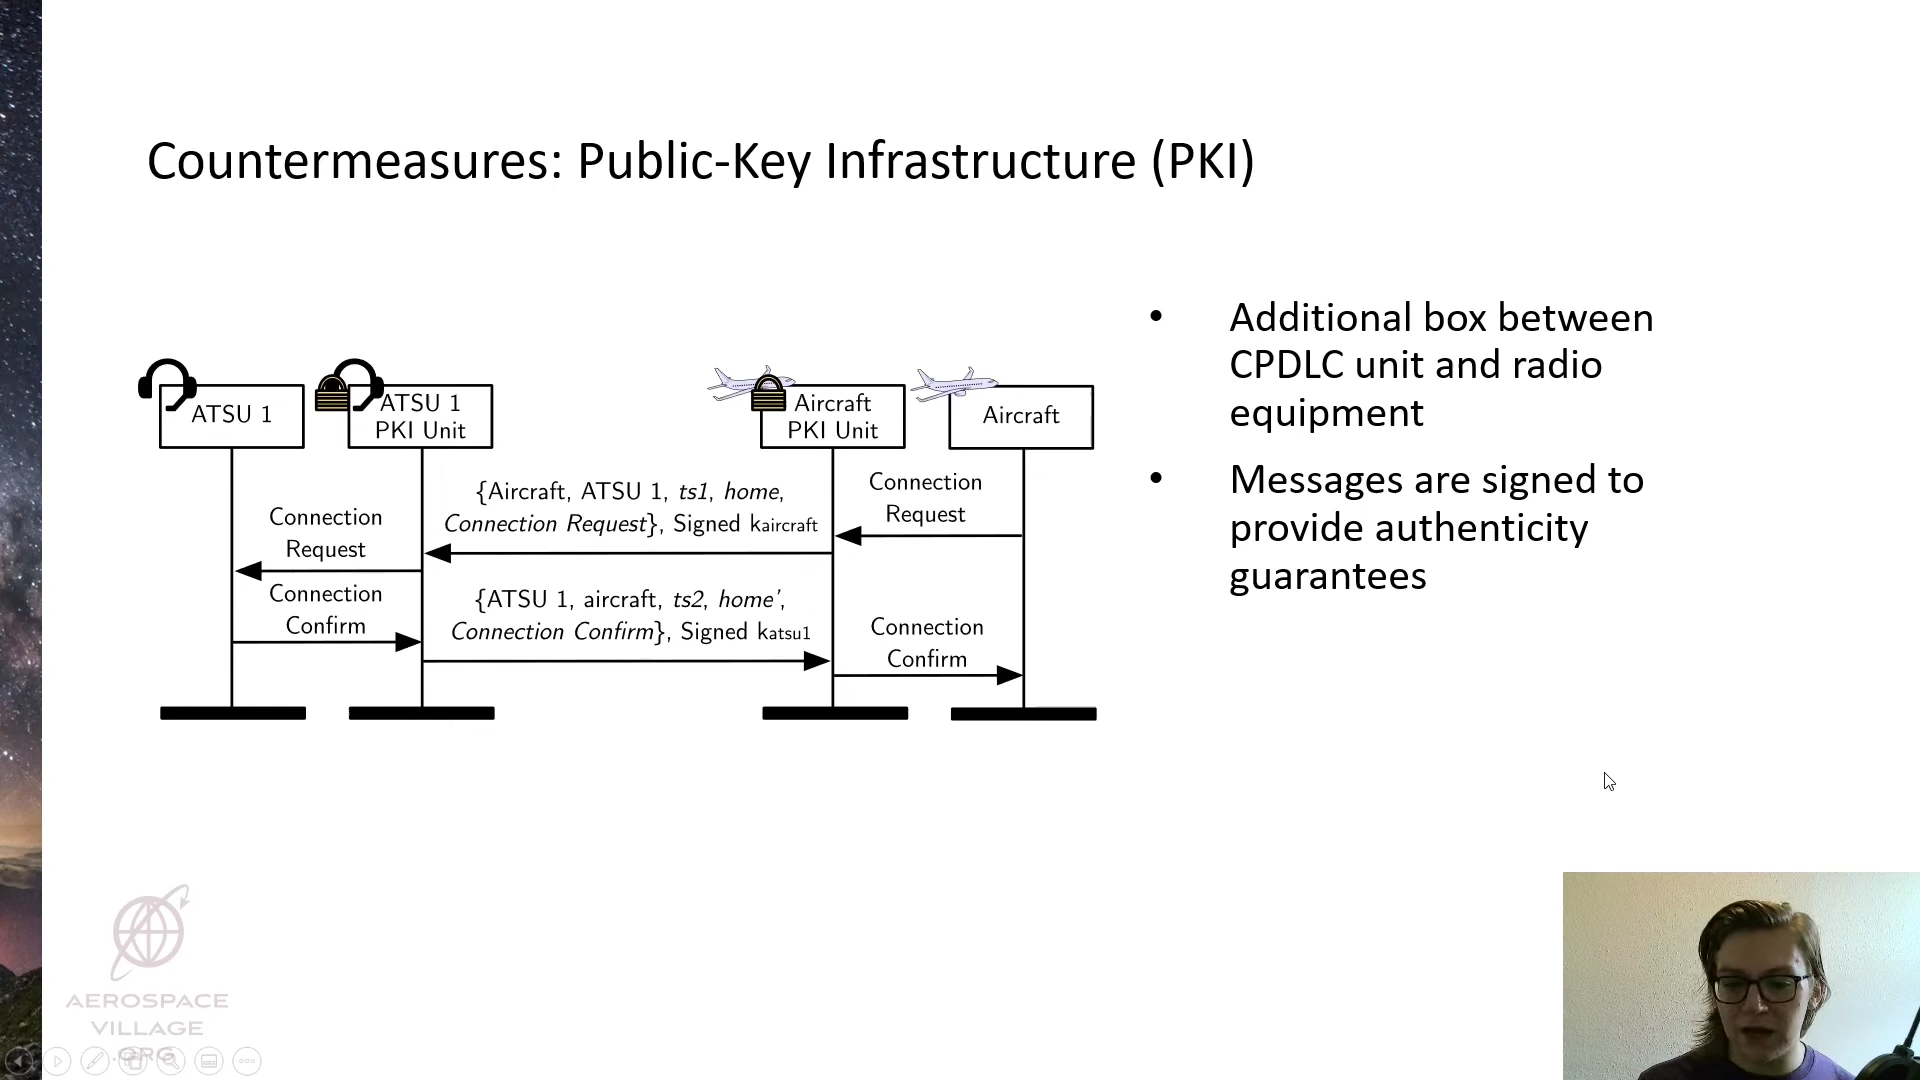 Countermeasures: Public-Key Infrastructure (PKI)
ATSU 1
ATSU 1
PKI Unit
Aircraft
PKI Unit
Aircraft
{Aircraft, ATSU 1, ts1, home,
Connection Request}, Signed kaircraft
Connection
Request
Connection
Request
Connection
Confirm
{ATSU 1, aircraft, ts2, home',
Connection Confirm}, Signed katsu1
Connection
Confirm
• Additional box between
CPDLC unit and radio
equipment
• Messages are signed to
provide authenticity
guarantees
AEROSPACE
VILLAGE
.ORG